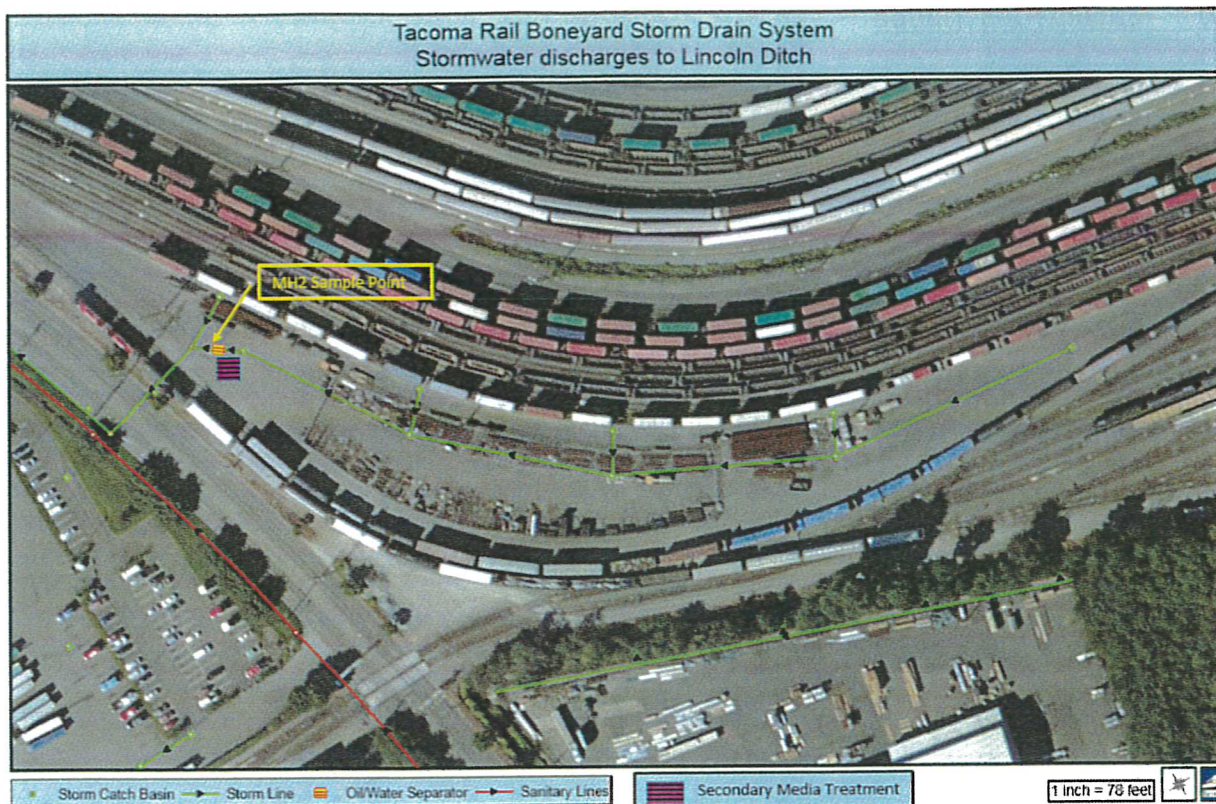 Tacoma Rail Boneyard Storm Drain System
Stormwater discharges to Lincoln Ditch
MH2 Sample Point
Storm Catch Basin Storm Line Oil/Water Separator Sanitary Lines Secondary Media Treatment 1 inch = 78 feet